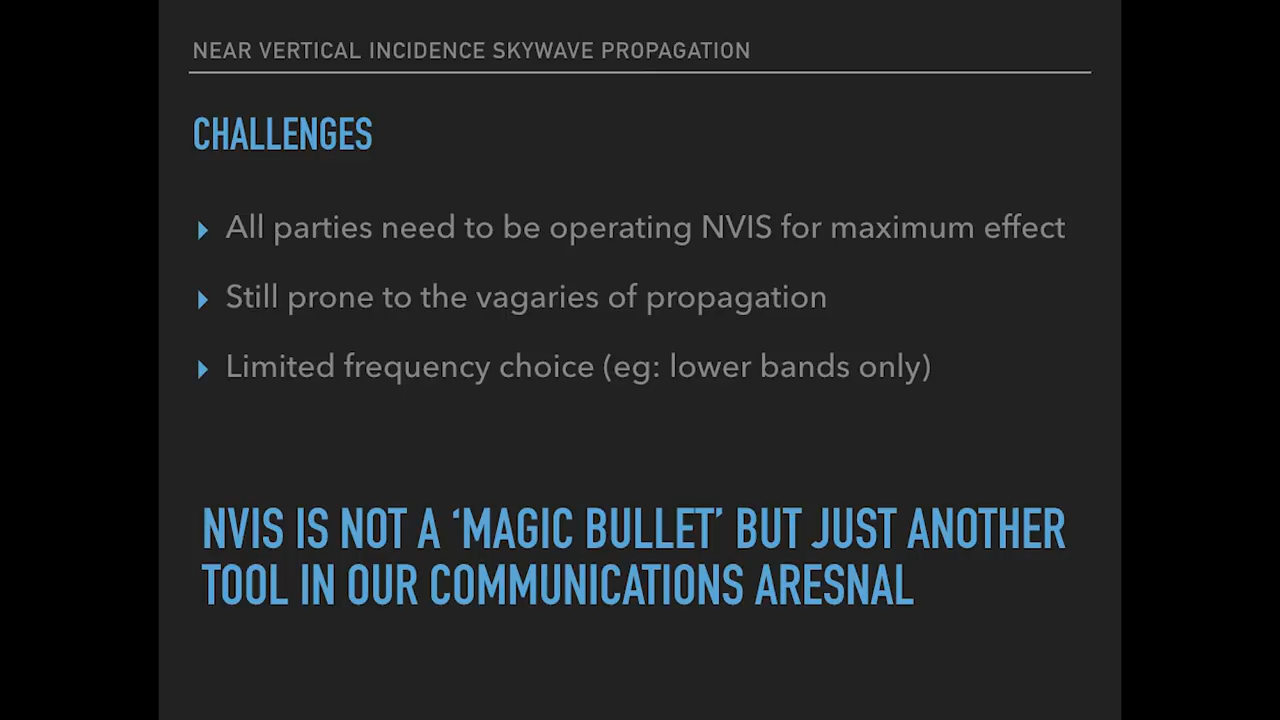 NEAR VERTICAL INCIDENCE SKYWAVE PROPAGATION
CHALLENGES
▸ All parties need to be operating NVIS for maximum effect
▸ Still prone to the vagaries of propagation
▸ Limited frequency choice (eg: lower bands only)
NVIS IS NOT A ‘MAGIC BULLET’ BUT JUST ANOTHER
TOOL IN OUR COMMUNICATIONS ARESNAL